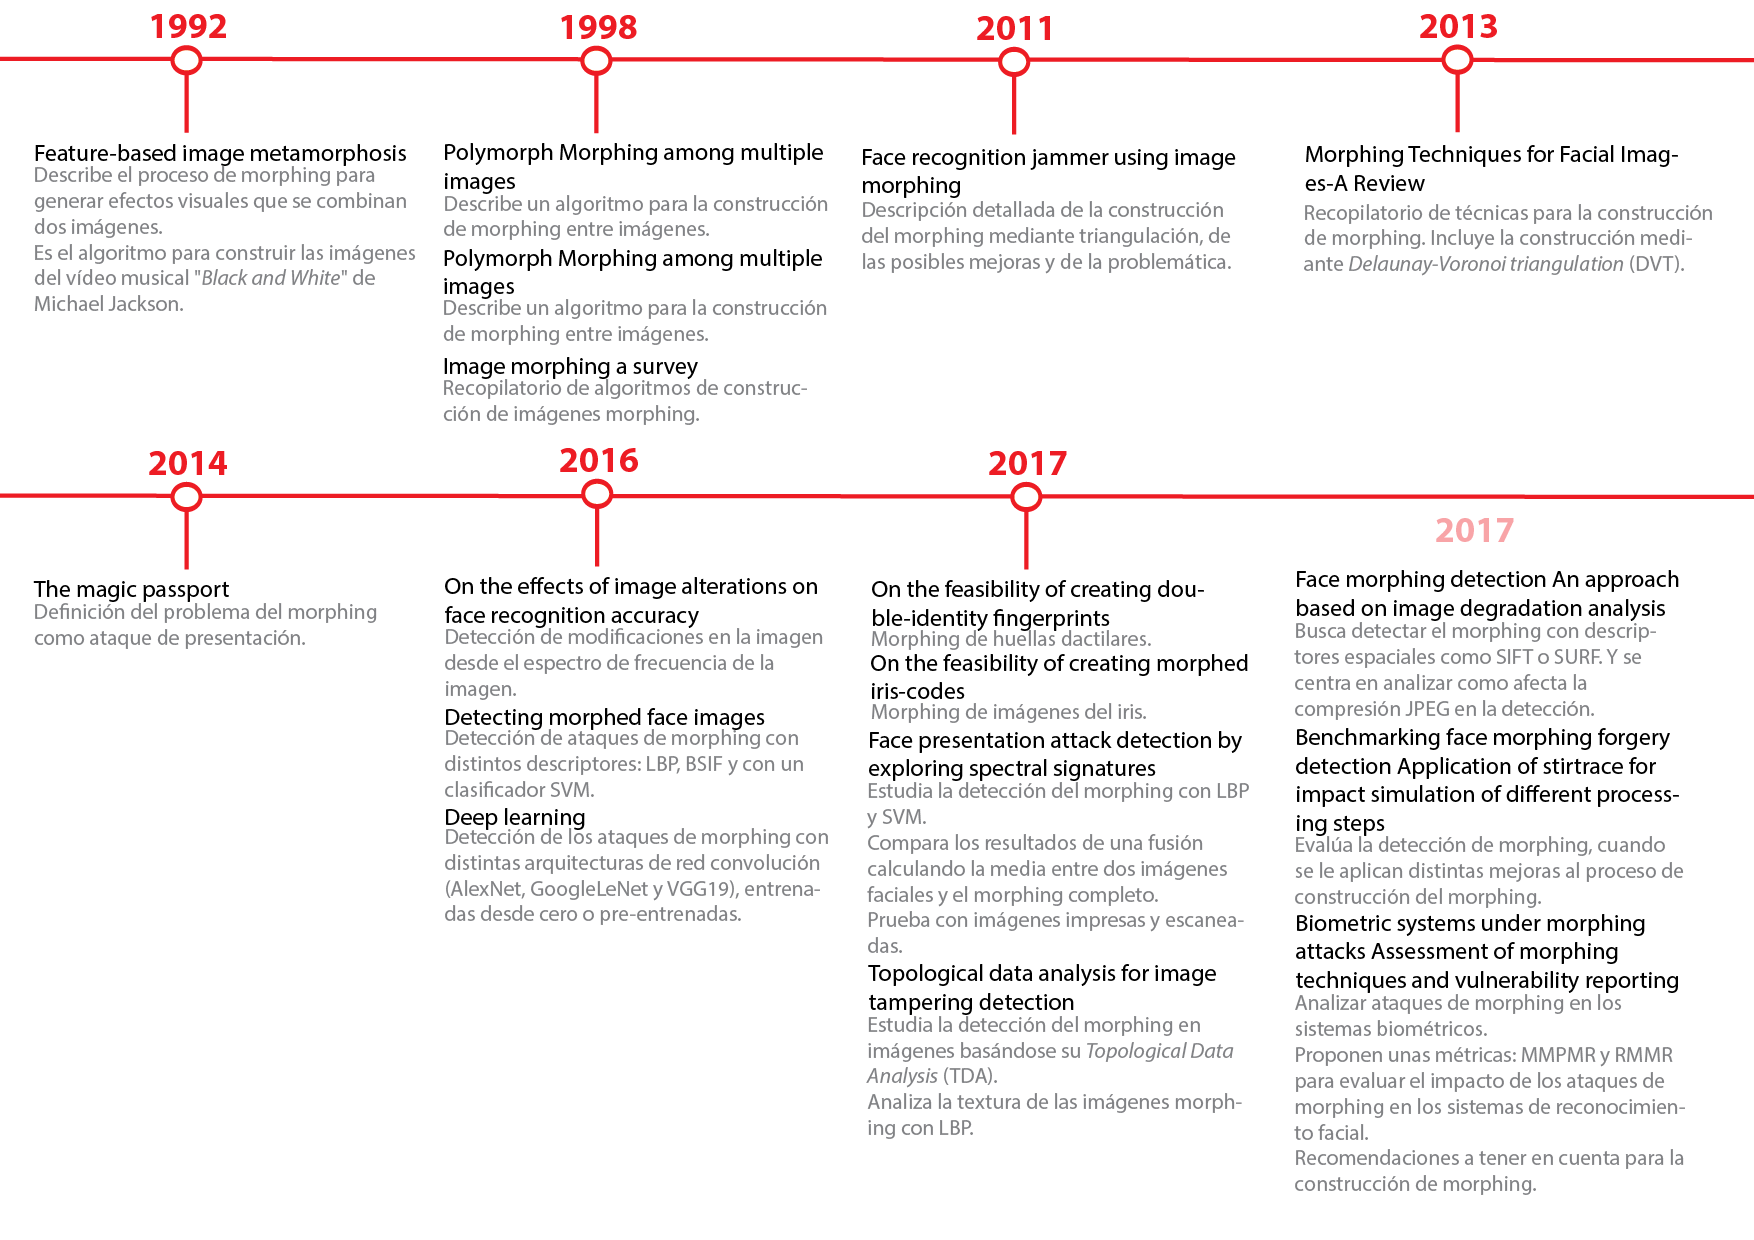 1992
Feature-based image metamorphosis
Describe el proceso de morphing para
generar efectos visuales que se combinan
dos imágenes.
Es el algoritmo para construir las imágenes
del vídeo musical "Black and White" de
Michael Jackson.
1998
Polymorph Morphing among multiple
images
Describe un algoritmo para la construcción
de morphing entre imágenes.
Polymorph Morphing among multiple
images
Describe un algoritmo para la construcción
de morphing entre imágenes.
Image morphing a survey
Recopilatorio de algoritmos de construc-
ción de imágenes morphing.
2011
Face recognition jammer using image
morphing
Descripción detallada de la construcción
del morphing mediante triangulación, de
las posibles mejoras y de la problemática.
2013
Morphing Techniques for Facial Imag-
es-A Review
Recopilatorio de técnicas para la construcción
de morphing. Incluye la construcción medi-
ante Delaunay-Voronoi triangulation (DVT).
2014
The magic passport
Definición del problema del morphing
como ataque de presentación.
2016
On the effects of image alterations on
face recognition accuracy
Detección de modificaciones en la imagen
desde el espectro de frecuencia de la
imagen.
Detecting morphed face images
Detección de ataques de morphing con
distintos descriptores: LBP, BSIF y con un
clasificador SVM.
Deep learning
Detección de los ataques de morphing con
distintas arquitecturas de red convolución
(AlexNet, GoogleLeNet y VGG19), entrena-
das desde cero o pre-entrenadas.
2017
On the feasibility of creating dou-
ble-identity fingerprints
Morphing de huellas dactilares.
On the feasibility of creating morphed
iris-codes
Morphing de imágenes del iris.
Face presentation attack detection by
exploring spectral signatures
Estudia la detección del morphing con LBP
y SVM.
Compara los resultados de una fusión
calculando la media entre dos imágenes
faciales y el morphing completo.
Prueba con imágenes impresas y escanea-
das.
Topological data analysis for image
tampering detection
Estudia la detección del morphing en
imágenes basándose su Topological Data
Analysis (TDA).
Analiza la textura de las imágenes morph-
ing con LBP.
2017
Face morphing detection An approach
based on image degradation analysis
Busca detectar el morphing con descrip-
tores espaciales como SIFT o SURF. Y se
centra en analizar como afecta la
compresión JPEG en la detección.
Benchmarking face morphing forgery
detection Application of stirtrace for
impact simulation of different process-
ing steps
Evalúa la detección de morphing, cuando
se le aplican distintas mejoras al proceso de
construcción del morphing.
Biometric systems under morphing
attacks Assessment of morphing
techniques and vulnerability reporting
Analizar ataques de morphing en los
sistemas biométricos.
Proponen unas métricas: MMPMR y RMMR
para evaluar el impacto de los ataques de
morphing en los sistemas de reconocimien-
to facial.
Recomendaciones a tener en cuenta para la
construcción de morphing.